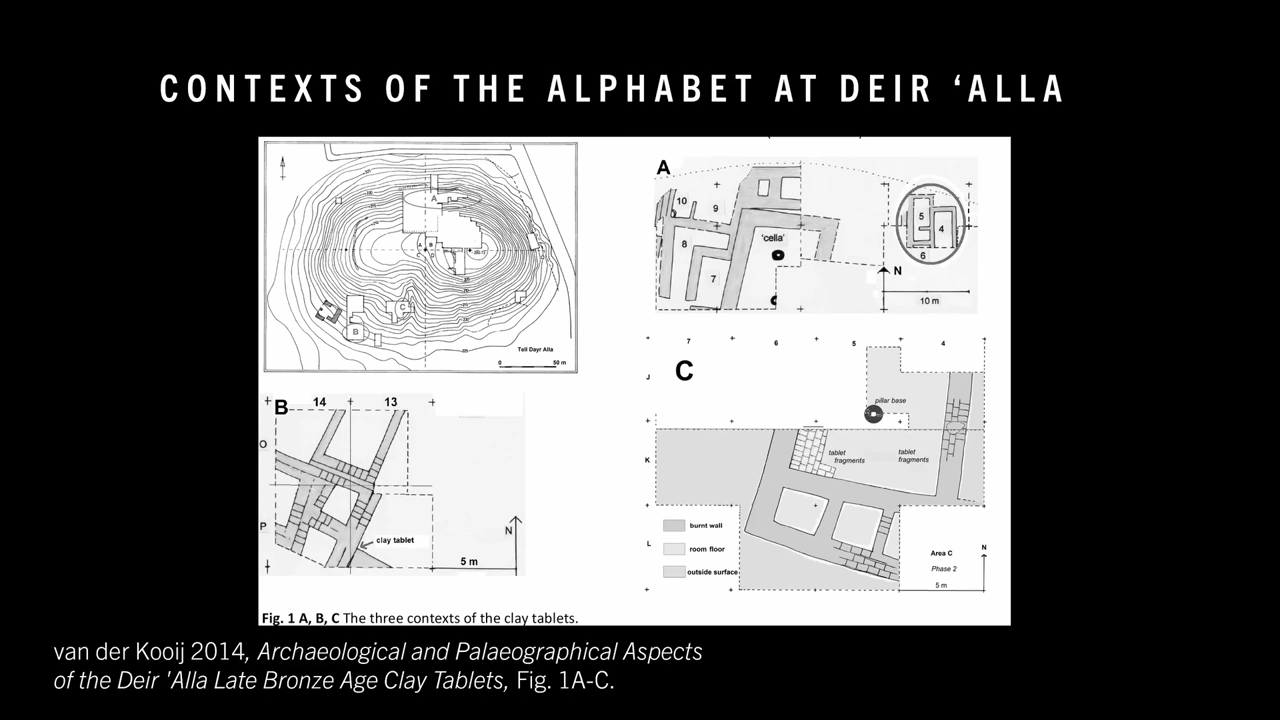 CONTEXTS OF THE ALPHABET AT DEIR ‘ALLA
A
A B
D
C
B
Tell Dayr Alla
0 50 m
A
10
9
8
7
'cella'
5
4
6
N
10 m
B
14 13
O
P
clay tablet
N
5 m
7 6 5 4
J
C
pillar base
K
tablet
fragments
tablet
fragments
L
burnt wall
room floor
outside surface
Area C
Phase 2
N
5 m
Fig. 1 A, B, C The three contexts of the clay tablets.
van der Kooij 2014, Archaeological and Palaeographical Aspects
of the Deir 'Alla Late Bronze Age Clay Tablets, Fig. 1A-C.